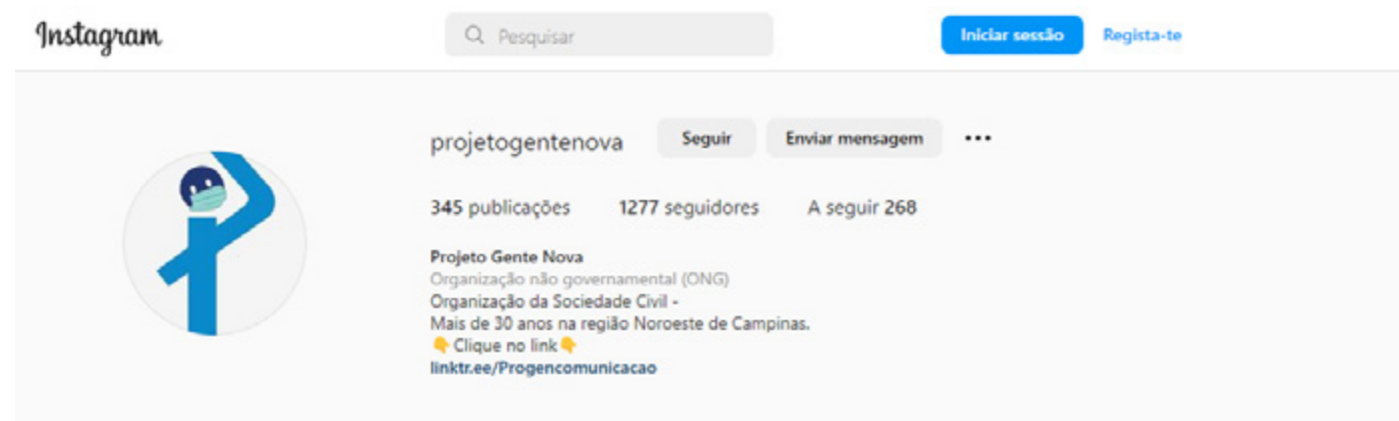 Instagram
Pesquisar
Iniciar sessão
Regista-te
projetogentenova
Seguir
Enviar mensagem
345 publicações 1277 seguidores A seguir 268
Projeto Gente Nova
Organização não governamental (ONG)
Organização da Sociedade Civil -
Mais de 30 anos na região Noroeste de Campinas.
👇Clique no link👇
linktr.ee/Progencomunicacao